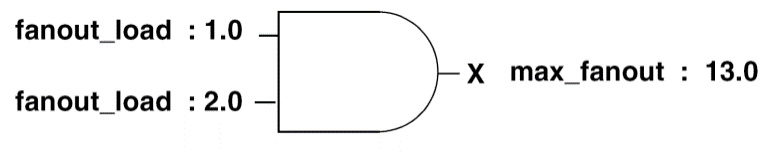 fanout_load : 1.0
X max_fanout : 13.0
fanout_load : 2.0